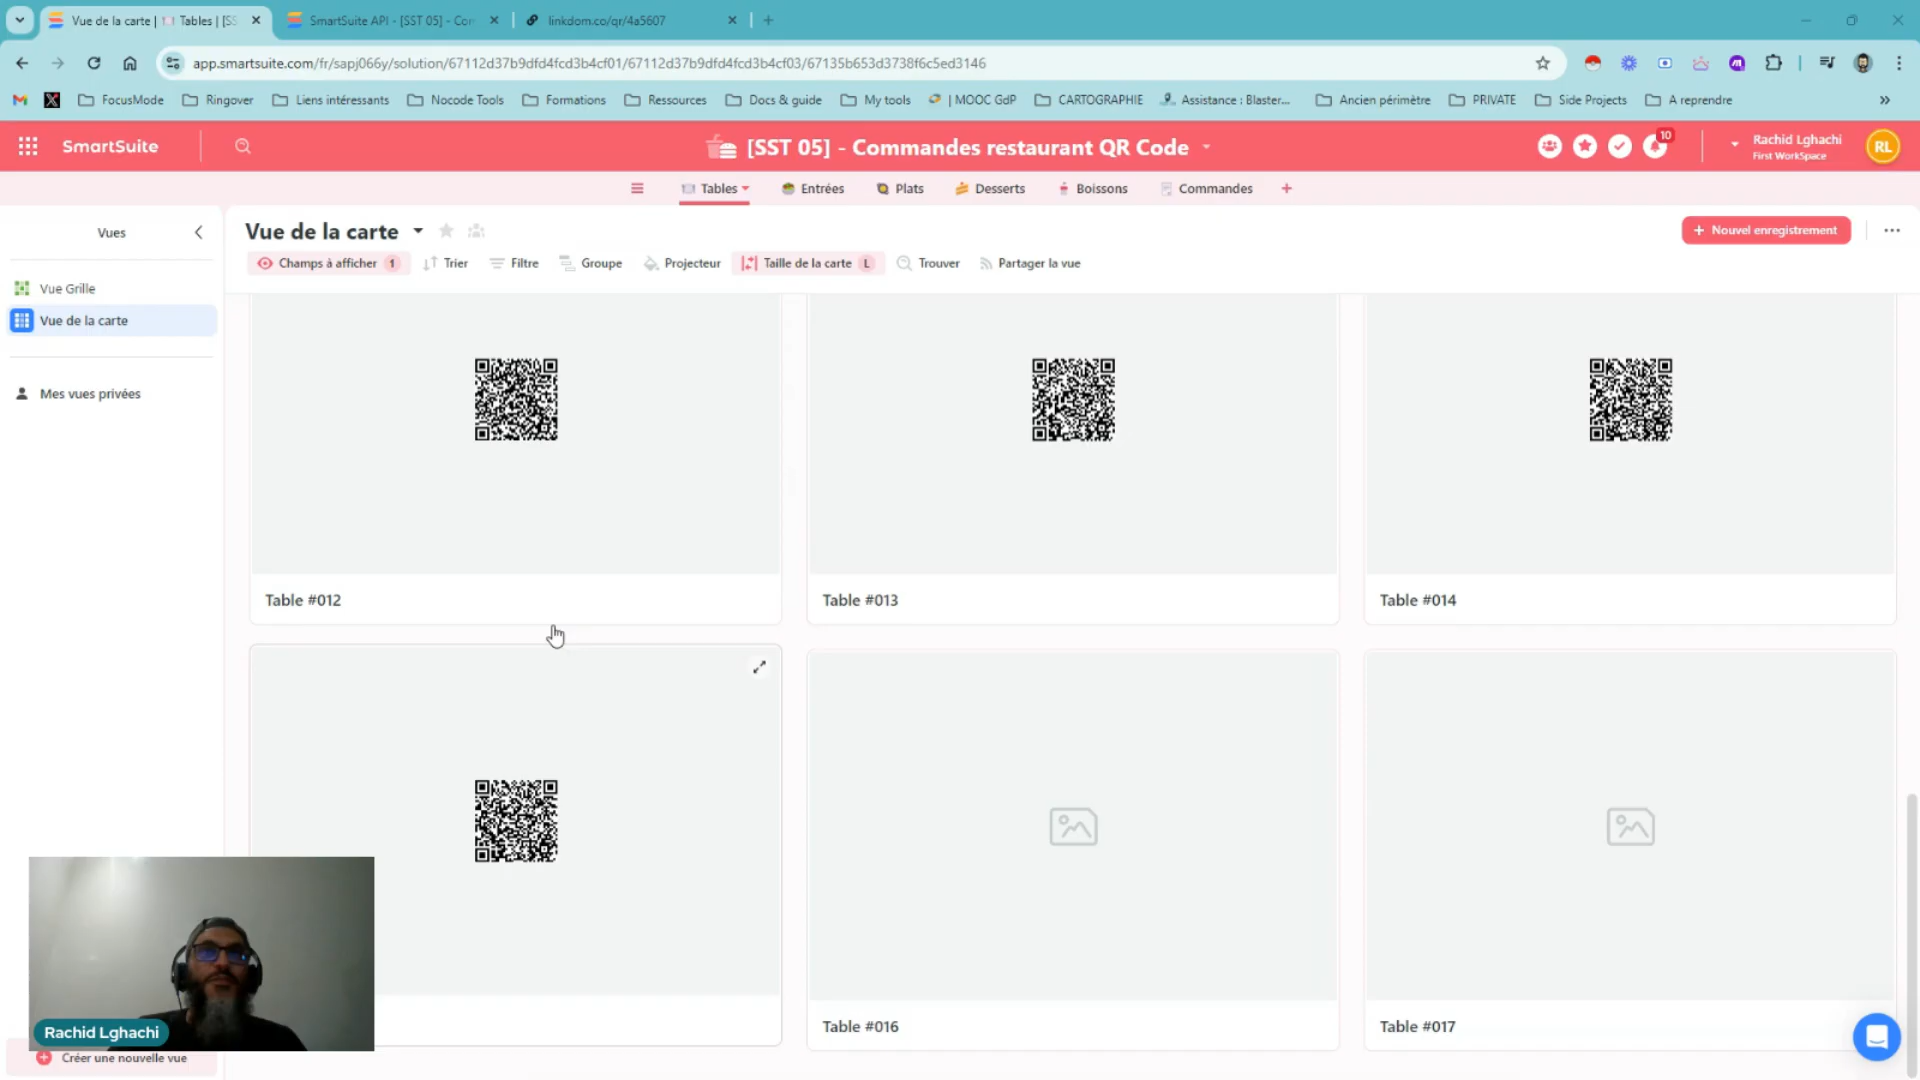 Vue de la carte | Tables | [SS
SmartSuite API - [SST 05] - Con
linkdom.co/qr/4a5607
app.smartsuite.com/fr/sapj066y/solution/67112d37b9dfd4fcd3b4cf01/67112d37b9dfd4fcd3b4cf03/67135b653d3738f6c5ed3146
FocusMode
Ringover
Liens intéressants
Nocode Tools
Formations
Ressources
Docs & guide
My tools
| MOOC GdP
CARTOGRAPHIE
Assistance : Blaster...
Ancien périmètre
PRIVATE
Side Projects
A reprendre
SmartSuite
[SST 05] - Commandes restaurant QR Code
10
Rachid Lghachi
First WorkSpace
RL
Tables
Entrées
Plats
Desserts
Boissons
Commandes
Vues
Vue de la carte
Nouvel enregistrement
Champs à afficher 1
Trier
Filtre
Groupe
Projecteur
Taille de la carte L
Trouver
Partager la vue
Vue Grille
Vue de la carte
Mes vues privées
Table #012
Table #013
Table #014
Table #016
Table #017
Rachid Lghachi
Créer une nouvelle vue